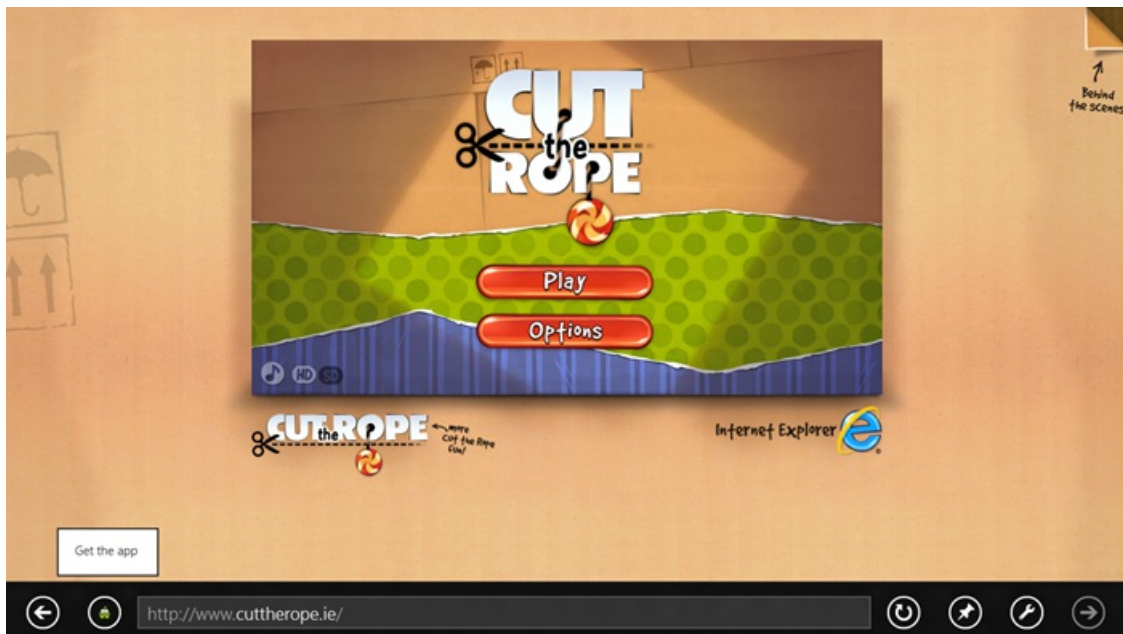 CUT
the
ROPE
Behind
the scenes
Play
Options
HD SD
CUT the ROPE
more
Cut the Rope
fun!
Internet Explorer
Get the app
http://www.cuttherope.ie/